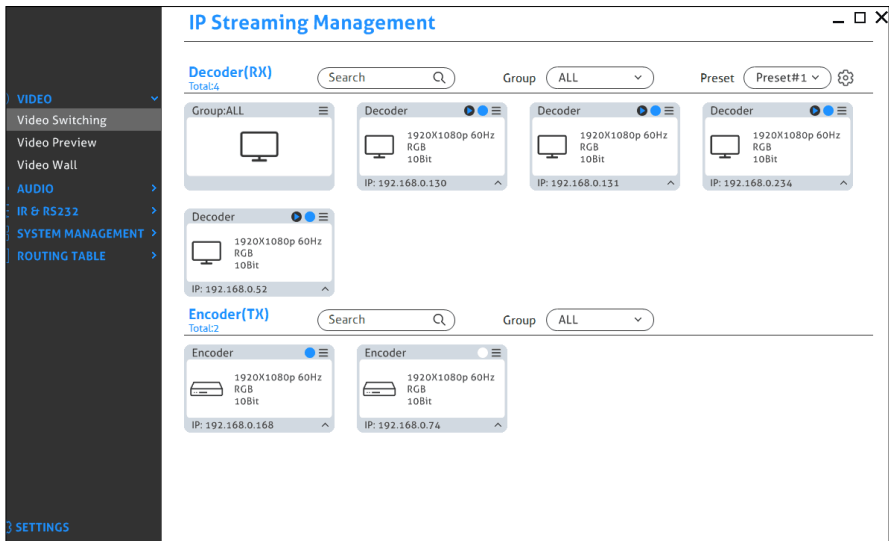 IP Streaming Management
VIDEO
Video Switching
Video Preview
Video Wall
AUDIO
IR & RS232
SYSTEM MANAGEMENT
ROUTING TABLE
SETTINGS
Decoder(RX)
Total:4
Search
Group ALL
Preset Preset#1
Group:ALL
Decoder
1920X1080p 60Hz
RGB
10Bit
IP: 192.168.0.130
Decoder
1920X1080p 60Hz
RGB
10Bit
IP: 192.168.0.131
Decoder
1920X1080p 60Hz
RGB
10Bit
IP: 192.168.0.234
Decoder
1920X1080p 60Hz
RGB
10Bit
IP: 192.168.0.52
Encoder(TX)
Total:2
Search
Group ALL
Encoder
1920X1080p 60Hz
RGB
10Bit
IP: 192.168.0.168
Encoder
1920X1080p 60Hz
RGB
10Bit
IP: 192.168.0.74